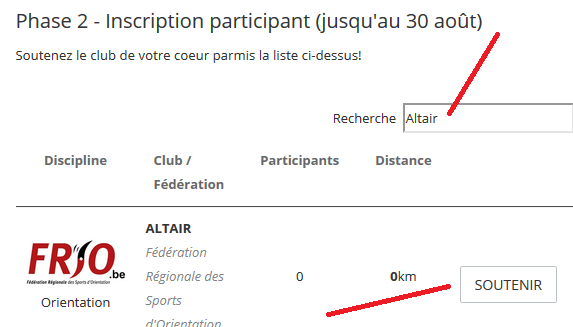 Phase 2 - Inscription participant (jusqu'au 30 août)
Soutenez le club de votre coeur parmis la liste ci-dessus!
Recherche Altair
Discipline Club / Participants Distance
Fédération
ALTAIR
Fédération
FRSO.be
Régionale des 0 0km SOUTENIR
Fédération Régionale des Sports d'Orientation
Orientation Sports
d'Orientation